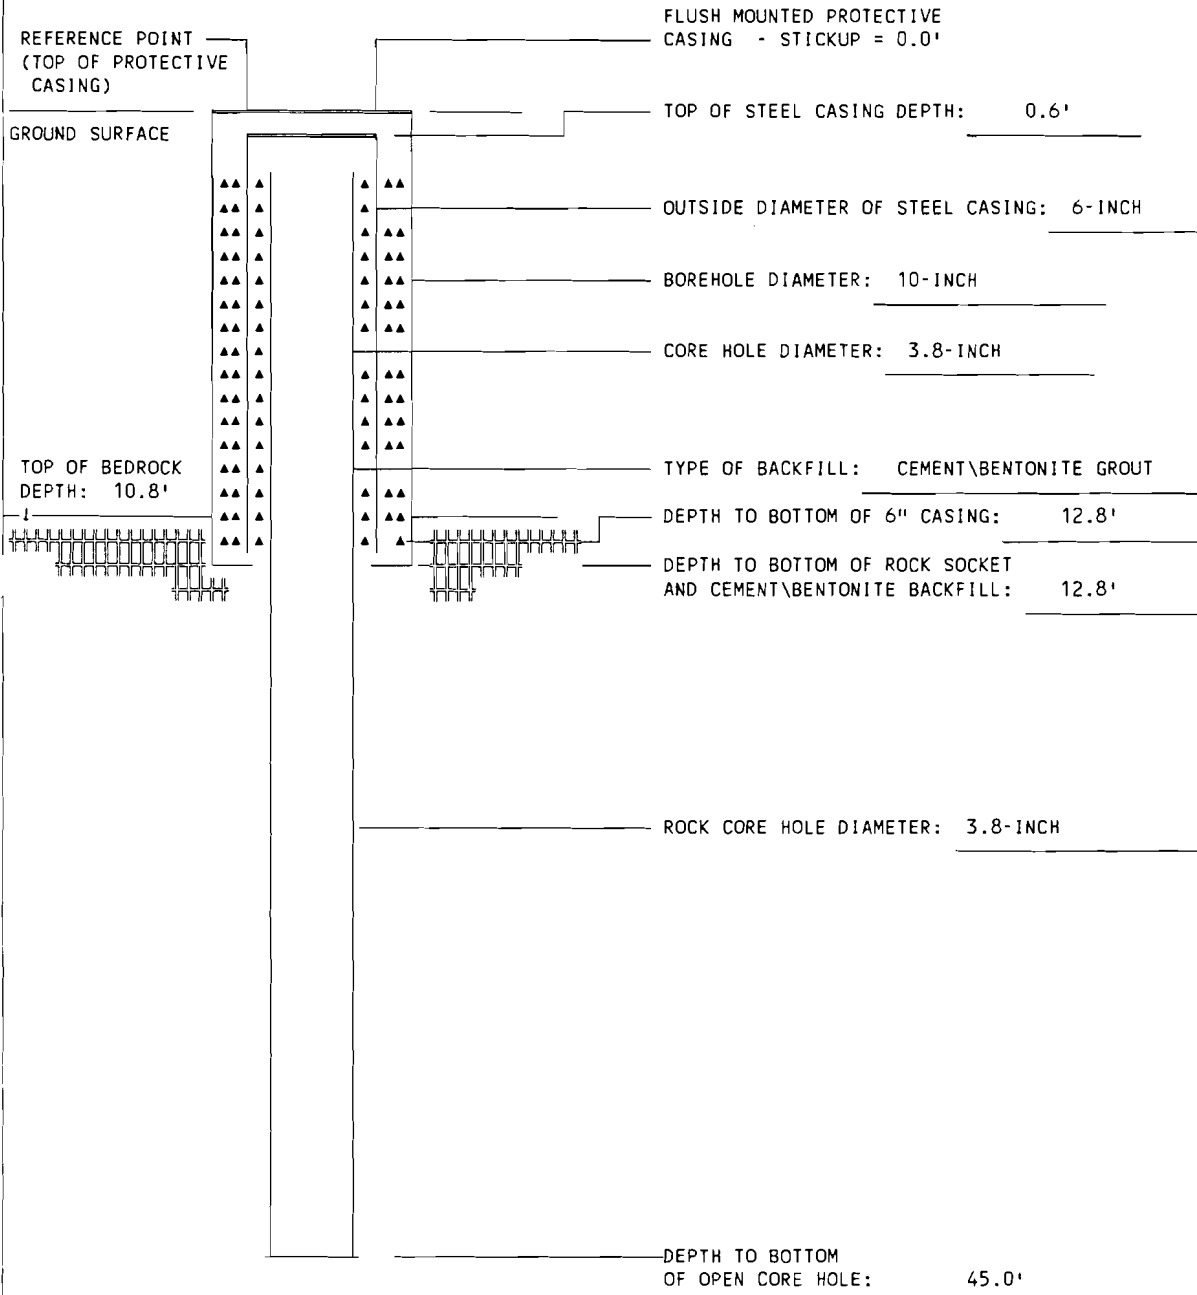 FLUSH MOUNTED PROTECTIVE
CASING - STICKUP = 0.0'
REFERENCE POINT
(TOP OF PROTECTIVE
CASING)
TOP OF STEEL CASING DEPTH: 0.6'
GROUND SURFACE
OUTSIDE DIAMETER OF STEEL CASING: 6-INCH
BOREHOLE DIAMETER: 10-INCH
CORE HOLE DIAMETER: 3.8-INCH
TOP OF BEDROCK
DEPTH: 10.8'
TYPE OF BACKFILL: CEMENT\BENTONITE GROUT
DEPTH TO BOTTOM OF 6" CASING: 12.8'
DEPTH TO BOTTOM OF ROCK SOCKET
AND CEMENT\BENTONITE BACKFILL: 12.8'
ROCK CORE HOLE DIAMETER: 3.8-INCH
DEPTH TO BOTTOM
OF OPEN CORE HOLE: 45.0'